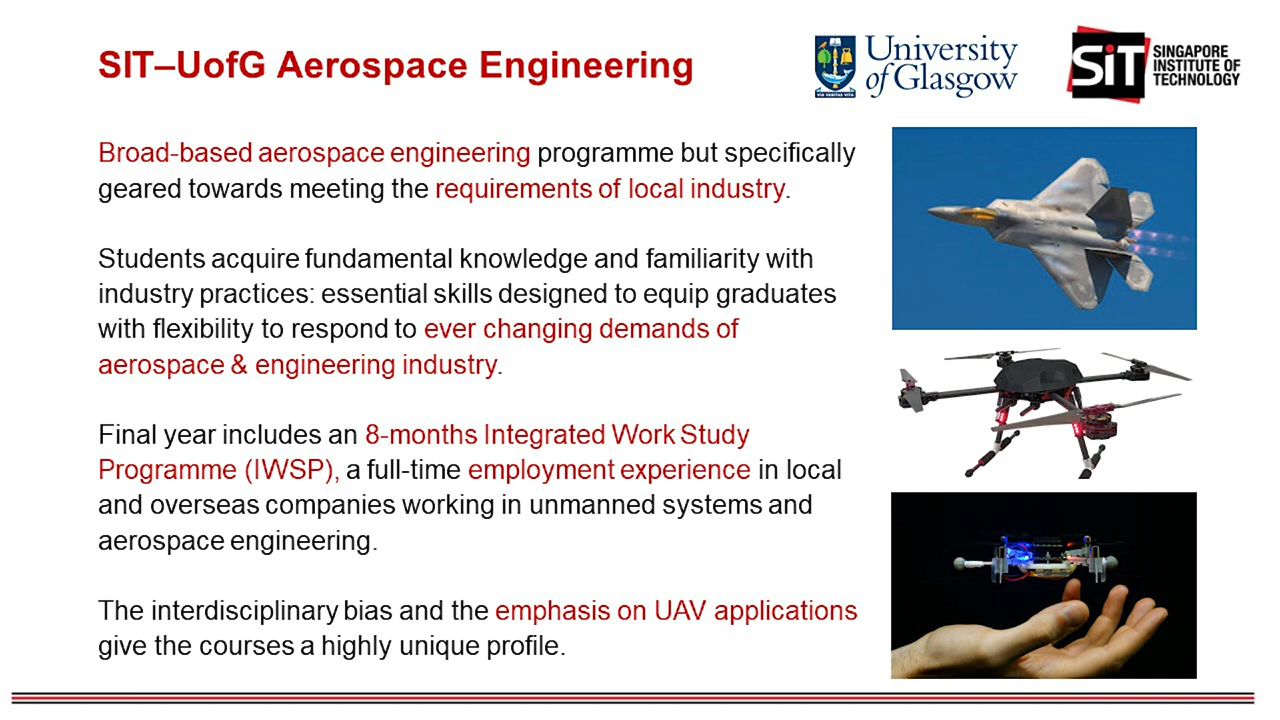 SIT–UofG Aerospace Engineering
University
of Glasgow
VIA VERITAS VITA
SiT
SINGAPORE
INSTITUTE OF
TECHNOLOGY
Broad-based aerospace engineering programme but specifically
geared towards meeting the requirements of local industry.
Students acquire fundamental knowledge and familiarity with
industry practices: essential skills designed to equip graduates
with flexibility to respond to ever changing demands of
aerospace & engineering industry.
Final year includes an 8-months Integrated Work Study
Programme (IWSP), a full-time employment experience in local
and overseas companies working in unmanned systems and
aerospace engineering.
The interdisciplinary bias and the emphasis on UAV applications
give the courses a highly unique profile.